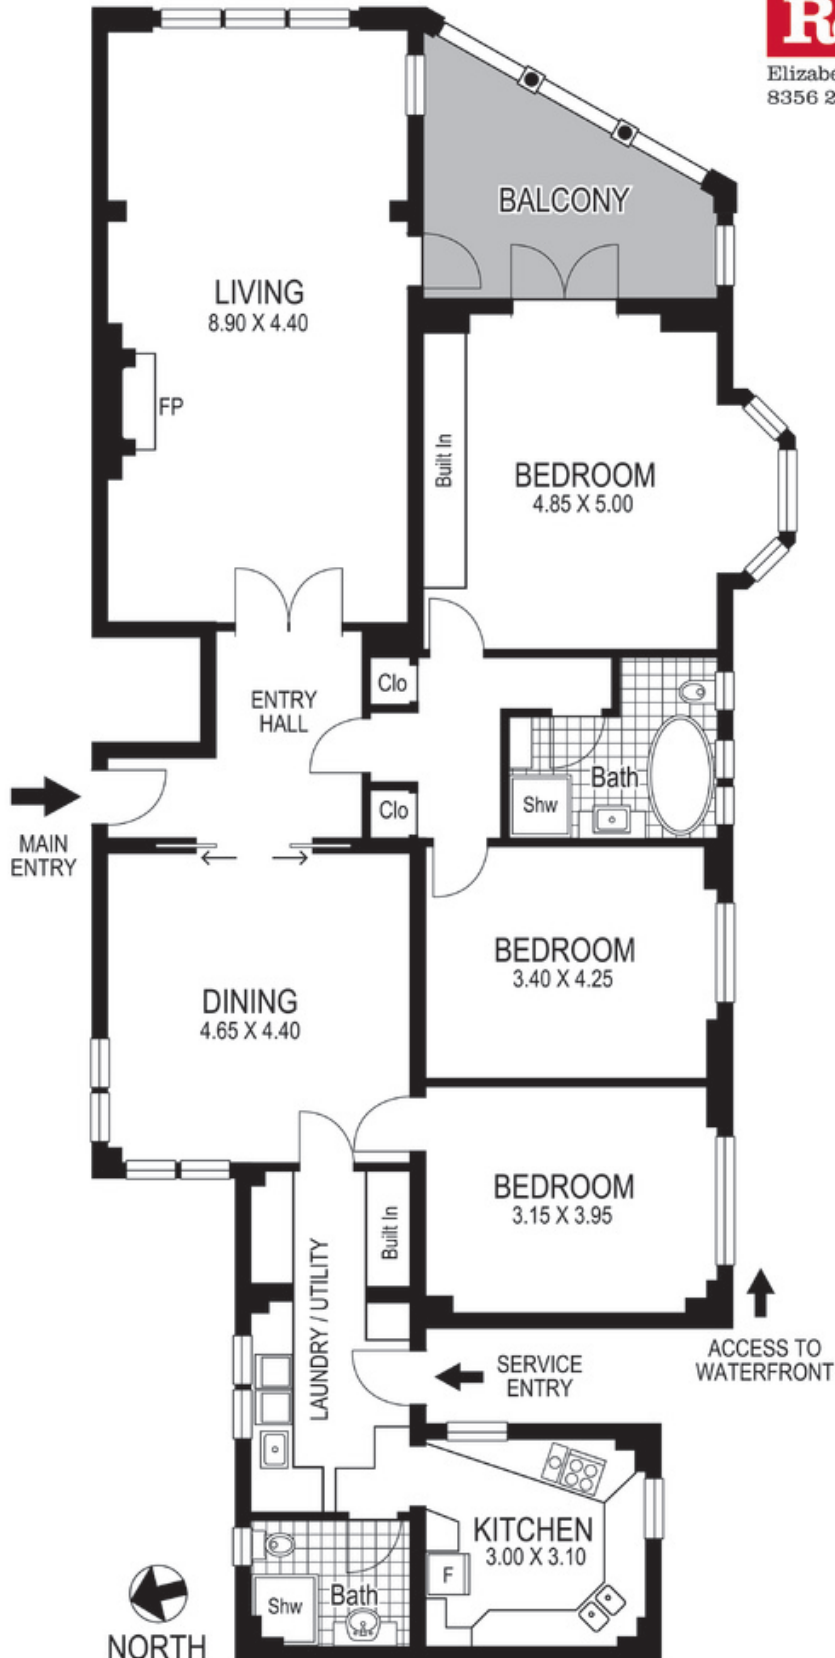 Elizabe
8356 2
BALCONY
LIVING
8.90 X 4.40
FP
Built In
BEDROOM
4.85 X 5.00
Clo
ENTRY
HALL
Bath
Shw
Clo
MAIN
ENTRY
BEDROOM
3.40 X 4.25
DINING
4.65 X 4.40
BEDROOM
3.15 X 3.95
Built In
LAUNDRY / UTILITY
ACCESS TO
WATERFRONT
SERVICE
ENTRY
KITCHEN
3.00 X 3.10
F
Bath
Shw
NORTH